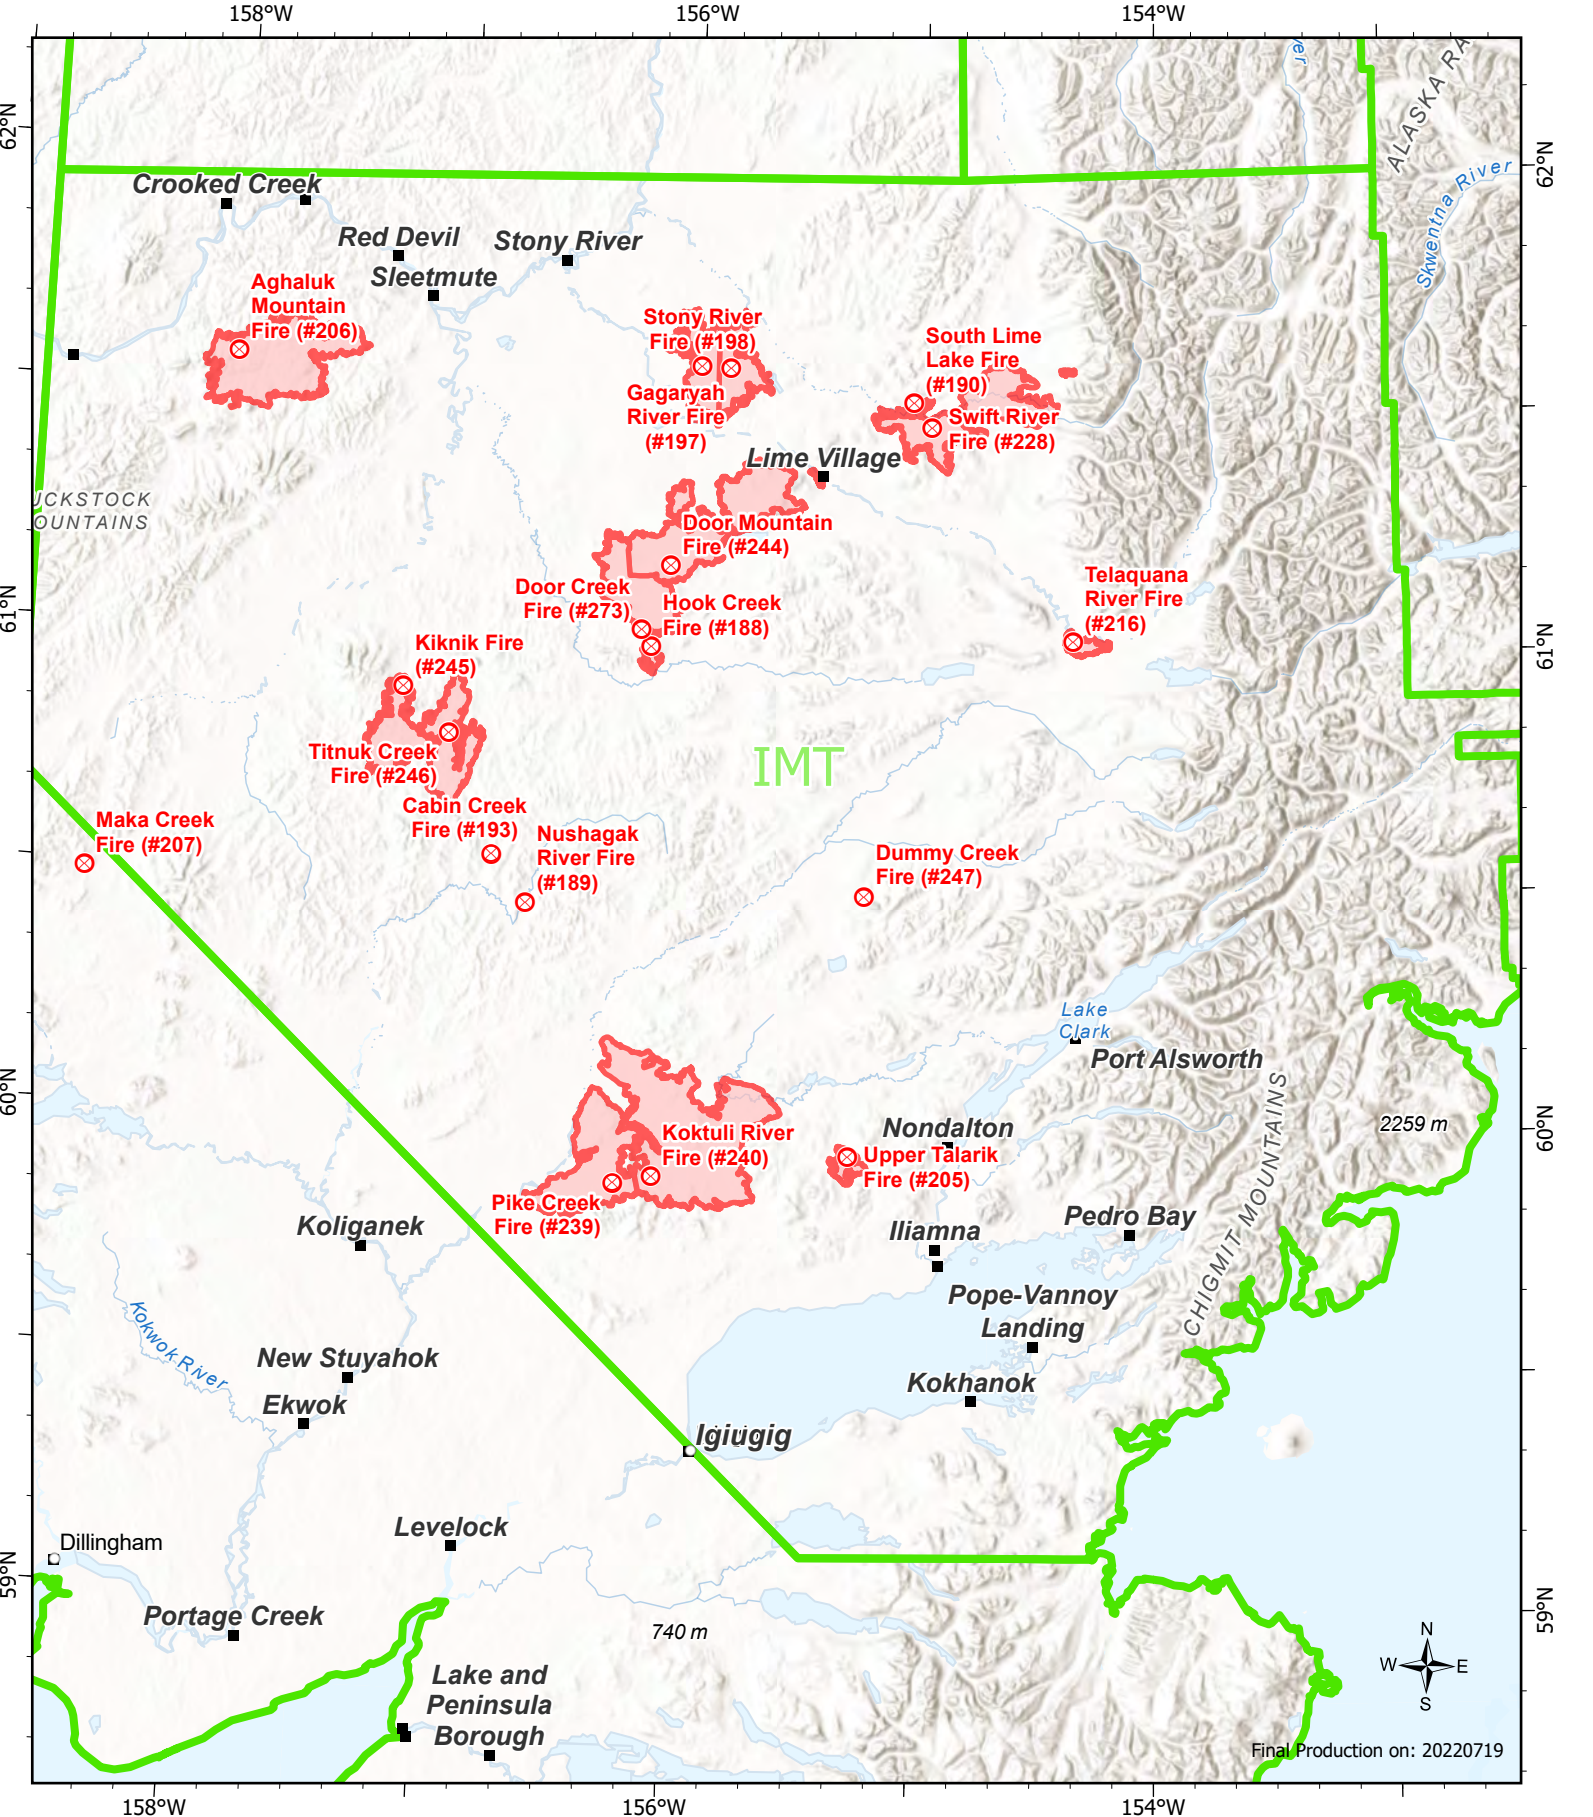 158°W
156°W
154°W
62°N
62°N
ver
ALASKA RA
Skwentna River
Crooked Creek
Red Devil
Stony River
Sleetmute
Aghaluk
Mountain
Fire (#206)
Stony River
Fire (#198)
Gagaryah
River Fire
(#197)
South Lime
Lake Fire
(#190)
Swift River
Fire (#228)
Lime Village
UCKSTOCK
OUNTAINS
Door Mountain
Fire (#244)
Door Creek
Fire (#273)
Hook Creek
Fire (#188)
Telaquana
River Fire
(#216)
61°N
61°N
Kiknik Fire
(#245)
Titnuk Creek
Fire (#246)
IMT
Cabin Creek
Fire (#193)
Maka Creek
Fire (#207)
Nushagak
River Fire
(#189)
Dummy Creek
Fire (#247)
Lake
Clark
Port Alsworth
60°N
60°N
2259 m
Nondalton
Koktuli River
Fire (#240)
Upper Talarik
Fire (#205)
Pike Creek
Fire (#239)
CHIGMIT MOUNTAINS
Koliganek
Iliamna
Pedro Bay
Pope-Vannoy
Landing
Kokwok River
New Stuyahok
Ekwok
Kokhanok
Igiugig
Levelock
Dillingham
59°N
59°N
Portage Creek
740 m
Lake and
Peninsula
Borough
N
W
E
S
Final Production on: 20220719
158°W
156°W
154°W